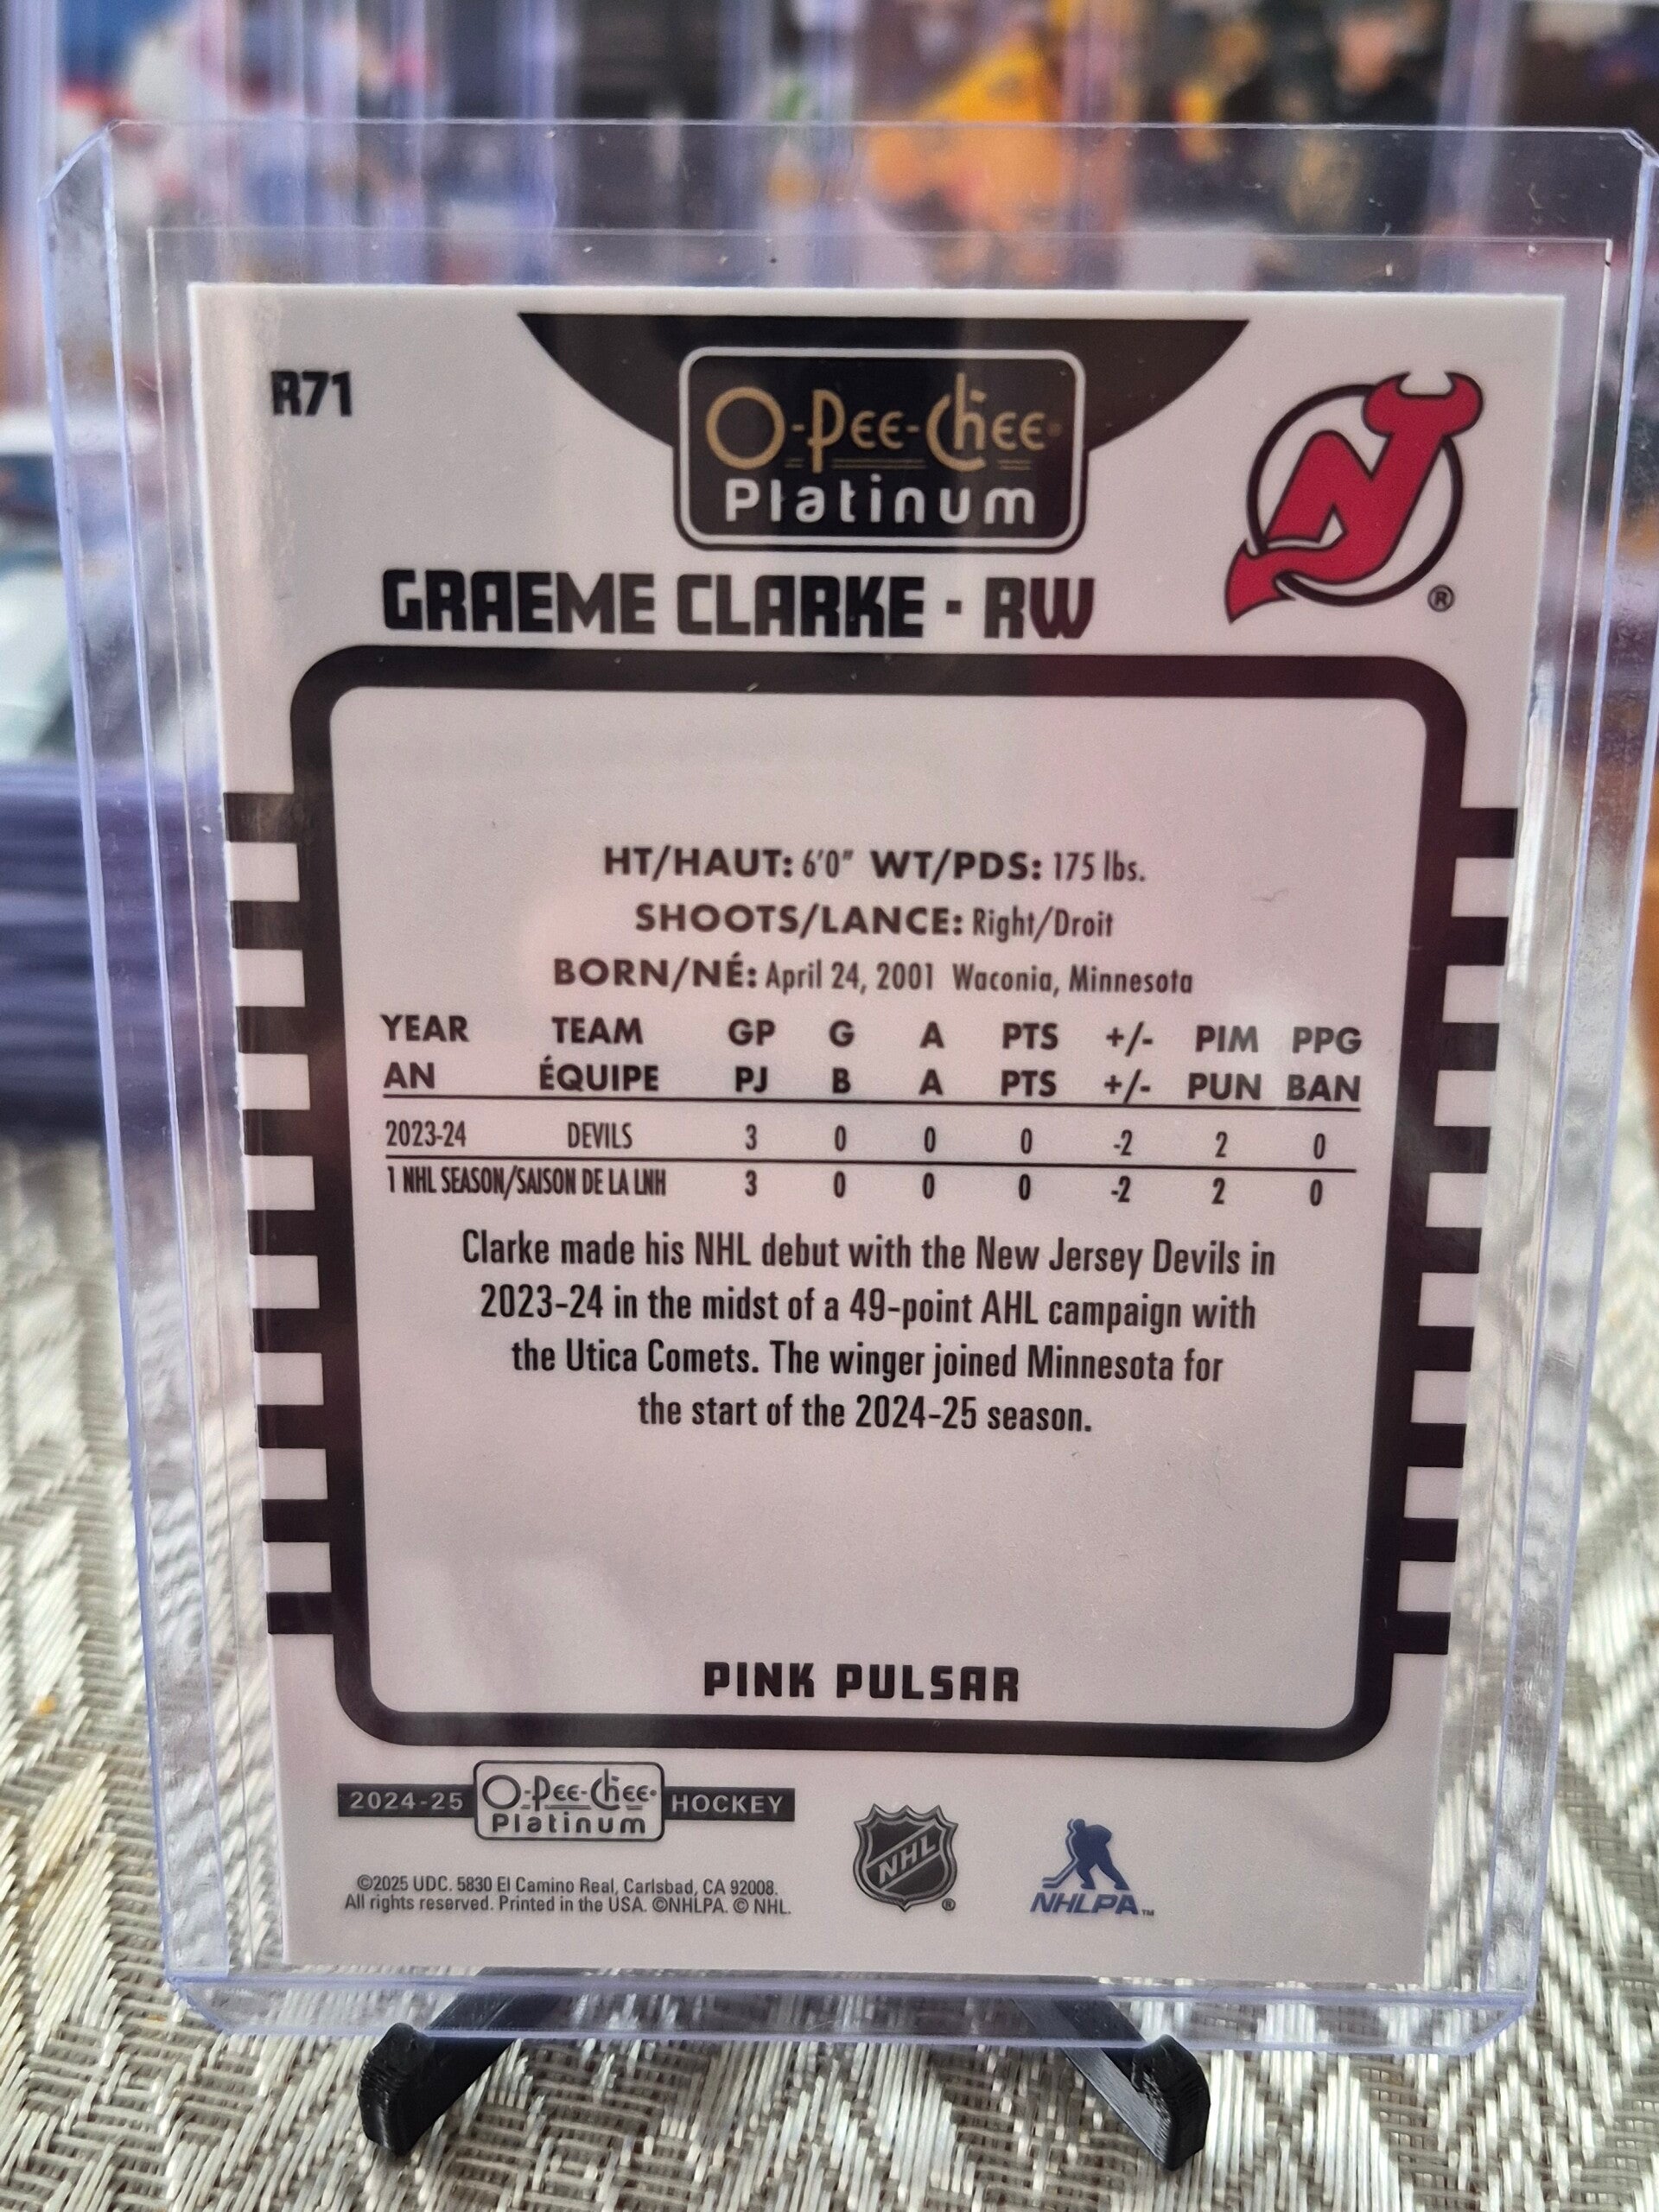 R71
O-Pee-Chee
Platinum
NJ
®
GRAEME CLARKE · RW
HT/HAUT: 6'0" WT/PDS: 175 lbs.
SHOOTS/LANCE: Right/Droit
BORN/NÉ: April 24, 2001 Waconia, Minnesota
YEAR TEAM GP G A PTS +/- PIM PPG
AN ÉQUIPE PJ B A PTS +/- PUN BAN
2023-24 DEVILS 3 0 0 0 -2 2 0
1 NHL SEASON/SAISON DE LA LNH 3 0 0 0 -2 2 0
Clarke made his NHL debut with the New Jersey Devils in
2023-24 in the midst of a 49-point AHL campaign with
the Utica Comets. The winger joined Minnesota for
the start of the 2024-25 season.
PINK PULSAR
2024-25 O-Pee-Chee Platinum HOCKEY
©2025 UDC. 5830 El Camino Real, Carlsbad, CA 92008.
All rights reserved. Printed in the USA. ©NHLPA. © NHL.
NHL ®
NHLPA™